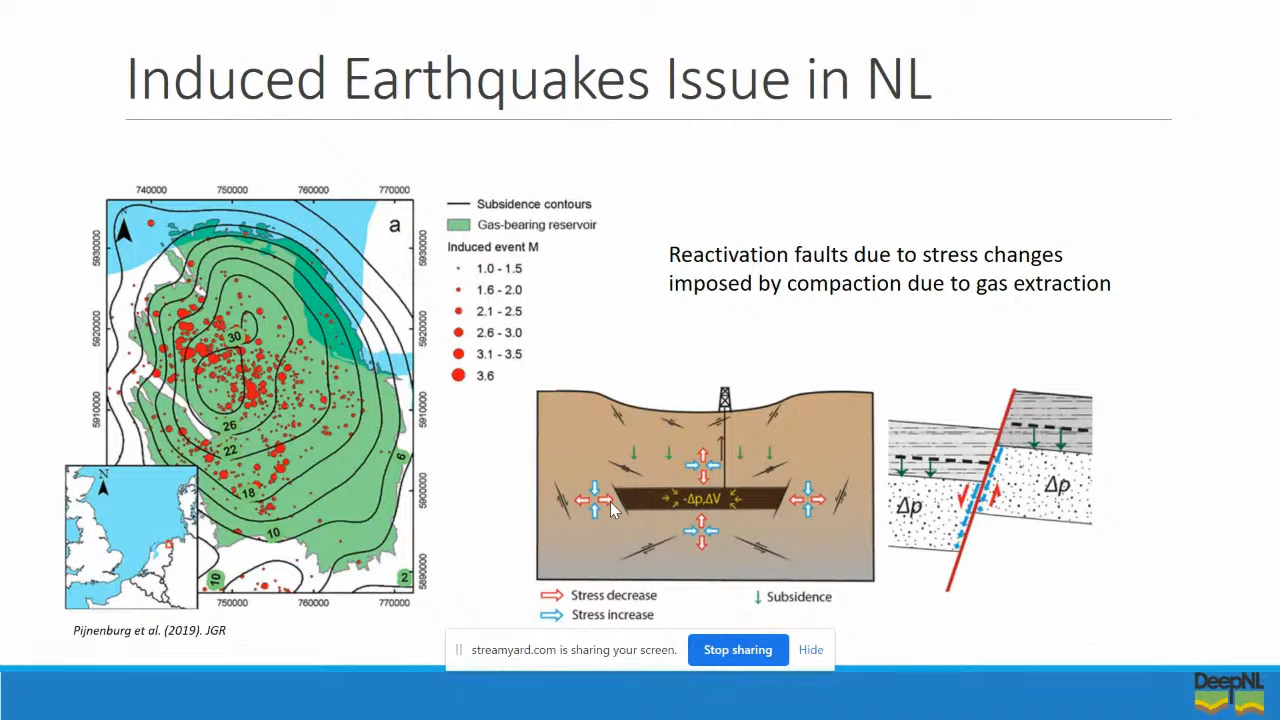 Induced Earthquakes Issue in NL
740000 750000 760000 770000
a
5930000
5930000
5920000
5920000
5910000
5910000
5900000
5890000
30
26
22
18
10
6
10
2
N
750000 760000 770000
Subsidence contours
Gas-bearing reservoir
Induced event M
1.0 - 1.5
1.6 - 2.0
2.1 - 2.5
2.6 - 3.0
3.1 - 3.5
3.6
Pijnenburg et al. (2019). JGR
Reactivation faults due to stress changes
imposed by compaction due to gas extraction
-Δp,ΔV
Stress decrease
Stress increase
Subsidence
Δp
Δp
streamyard.com is sharing your screen.
Stop sharing
Hide
DeepNL